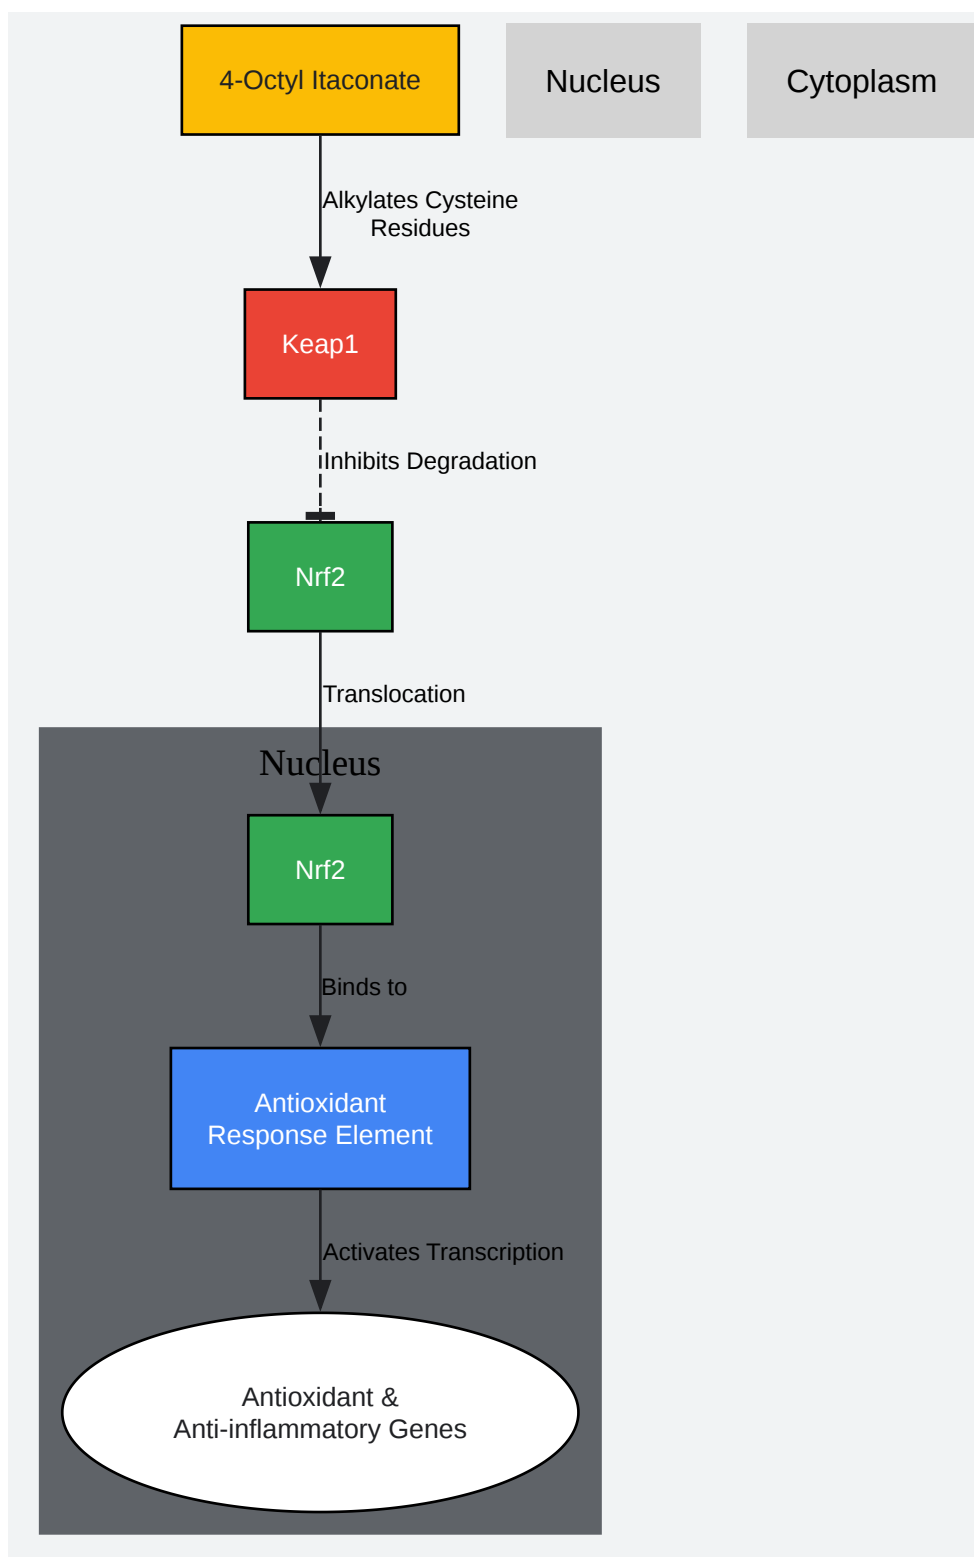 4-Octyl Itaconate
Nucleus
Cytoplasm
Alkylates Cysteine
Residues
Keap1
Inhibits Degradation
Nrf2
Translocation
Nucleus
Nrf2
Binds to
Antioxidant
Response Element
Activates Transcription
Antioxidant &
Anti-inflammatory Genes